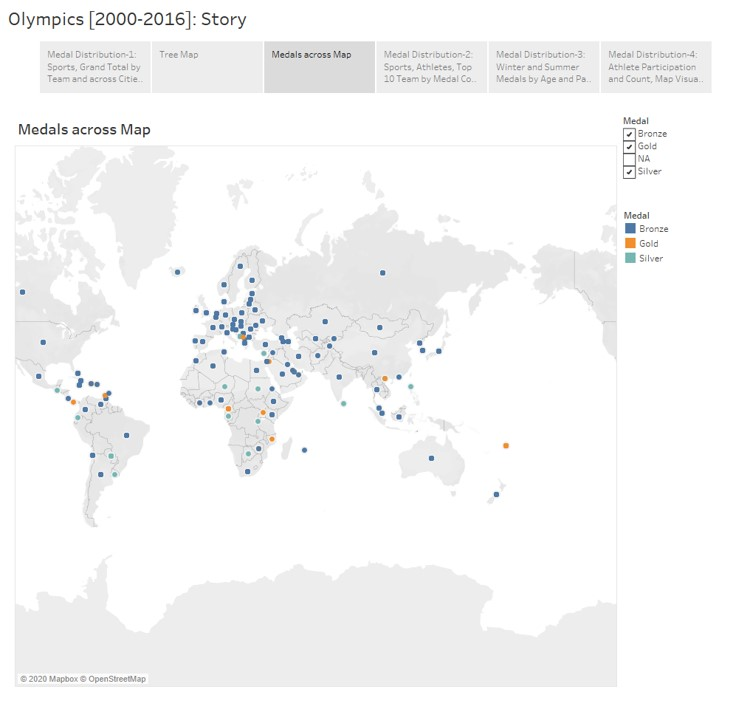 Olympics [2000-2016]: Story
Medal Distribution-1:
Sports, Grand Total by
Team and across Citie..
Tree Map
Medals across Map
Medal Distribution-2:
Sports, Athletes, Top
10 Team by Medal Co..
Medal Distribution-3:
Winter and Summer
Medals by Age and Pa..
Medal Distribution-4:
Athlete Participation
and Count, Map Visua..
Medals across Map
Medal
Bronze
Gold
NA
Silver
Medal
Bronze
Gold
Silver
© 2020 Mapbox © OpenStreetMap